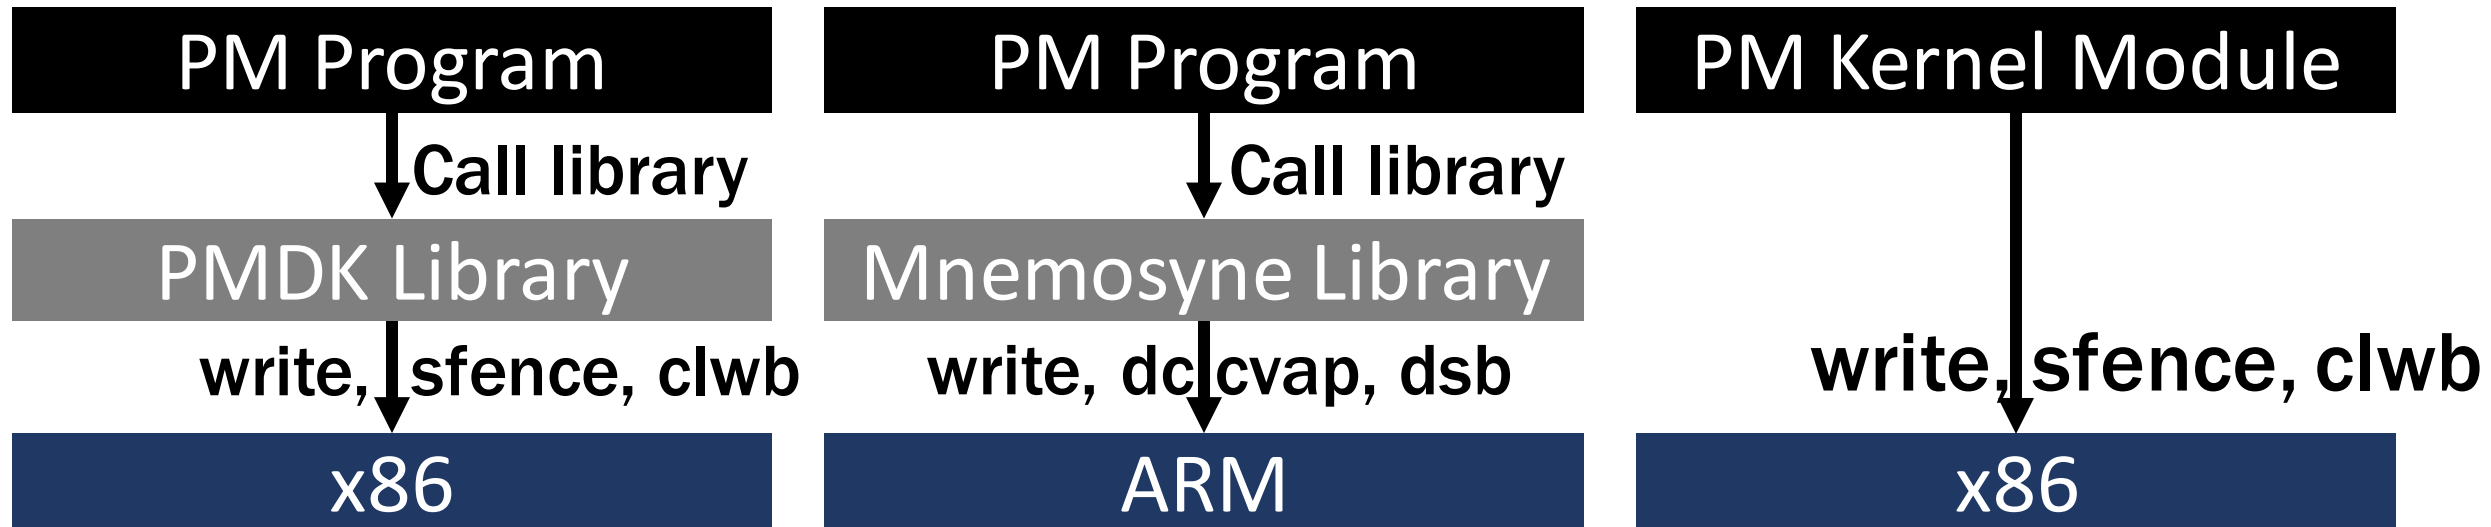 PM Program
Call library
PMDK Library
write, sfence, clwb
x86
PM Program
Call library
Mnemosyne Library
write, dc cvap, dsb
ARM
PM Kernel Module
write, sfence, clwb
x86